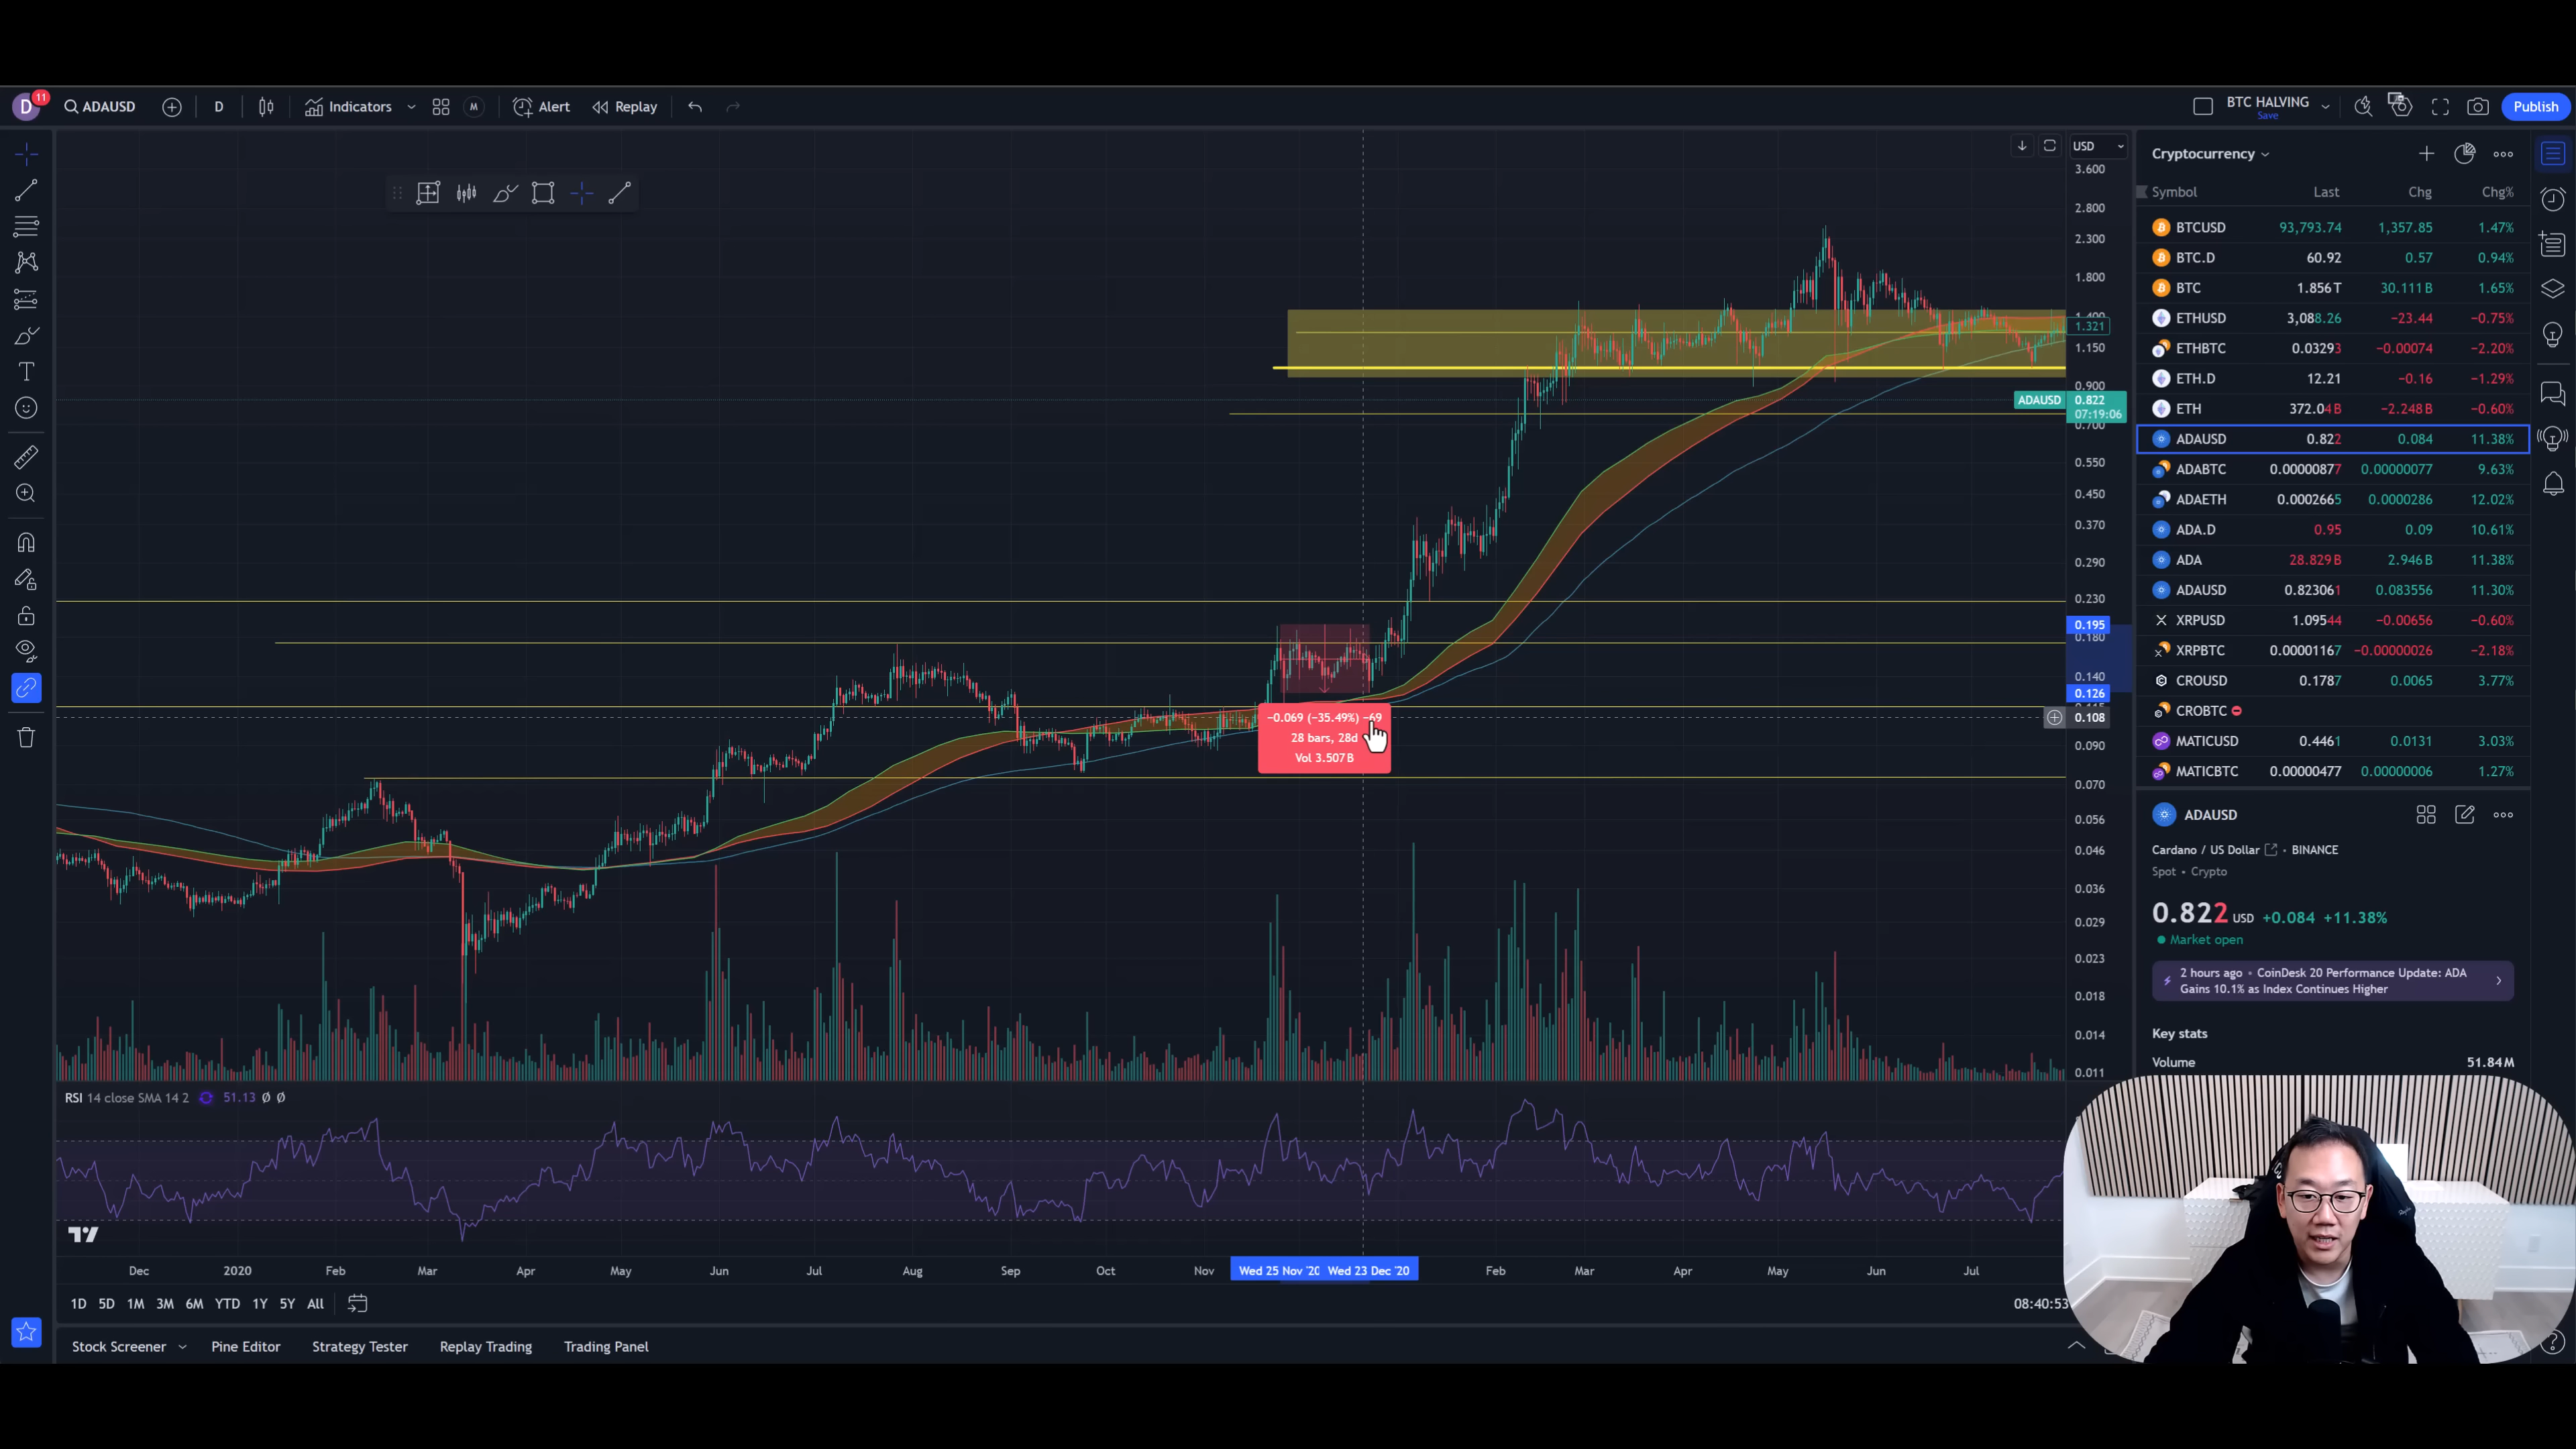 D 11 ADAUSD D Indicators M Alert Replay BTC HALVING Save Publish
USD
3.600
2.800
2.300
1.800
1.400
1.321
1.150
0.900
ADAUSD 0.822
07:19:06
0.700
0.550
0.450
0.370
0.290
0.230
0.195
0.180
0.140
0.126
0.115
0.108
0.090
0.070
0.056
0.046
0.036
0.029
0.023
0.018
0.014
0.011
−0.069 (−35.49%) −69
28 bars, 28d
Vol 3.507B
RSI 14 close SMA 14 2 51.13 Ø Ø
Dec 2020 Feb Mar Apr May Jun Jul Aug Sep Oct Nov Wed 25 Nov '20 Wed 23 Dec '20 Feb Mar Apr May Jun Jul
1D 5D 1M 3M 6M YTD 1Y 5Y All 08:40:53
Stock Screener Pine Editor Strategy Tester Replay Trading Trading Panel
Cryptocurrency
Symbol Last Chg Chg%
BTCUSD 93,793.74 1,357.85 1.47%
BTC.D 60.92 0.57 0.94%
BTC 1.856T 30.111B 1.65%
ETHUSD 3,088.26 −23.44 −0.75%
ETHBTC 0.03293 −0.00074 −2.20%
ETH.D 12.21 −0.16 −1.29%
ETH 372.04B −2.248B −0.60%
ADAUSD 0.822 0.084 11.38%
ADABTC 0.00000877 0.00000077 9.63%
ADAETH 0.0002665 0.0000286 12.02%
ADA.D 0.95 0.09 10.61%
ADA 28.829B 2.946B 11.38%
ADAUSD 0.823061 0.083556 11.30%
XRPUSD 1.09544 −0.00656 −0.60%
XRPBTC 0.00001167 −0.00000026 −2.18%
CROUSD 0.1787 0.0065 3.77%
CROBTC
MATICUSD 0.4461 0.0131 3.03%
MATICBTC 0.00000477 0.00000006 1.27%
ADAUSD
Cardano / US Dollar • BINANCE
Spot • Crypto
0.822 USD +0.084 +11.38%
Market open
2 hours ago • CoinDesk 20 Performance Update: ADA
Gains 10.1% as Index Continues Higher
Key stats
Volume 51.84M